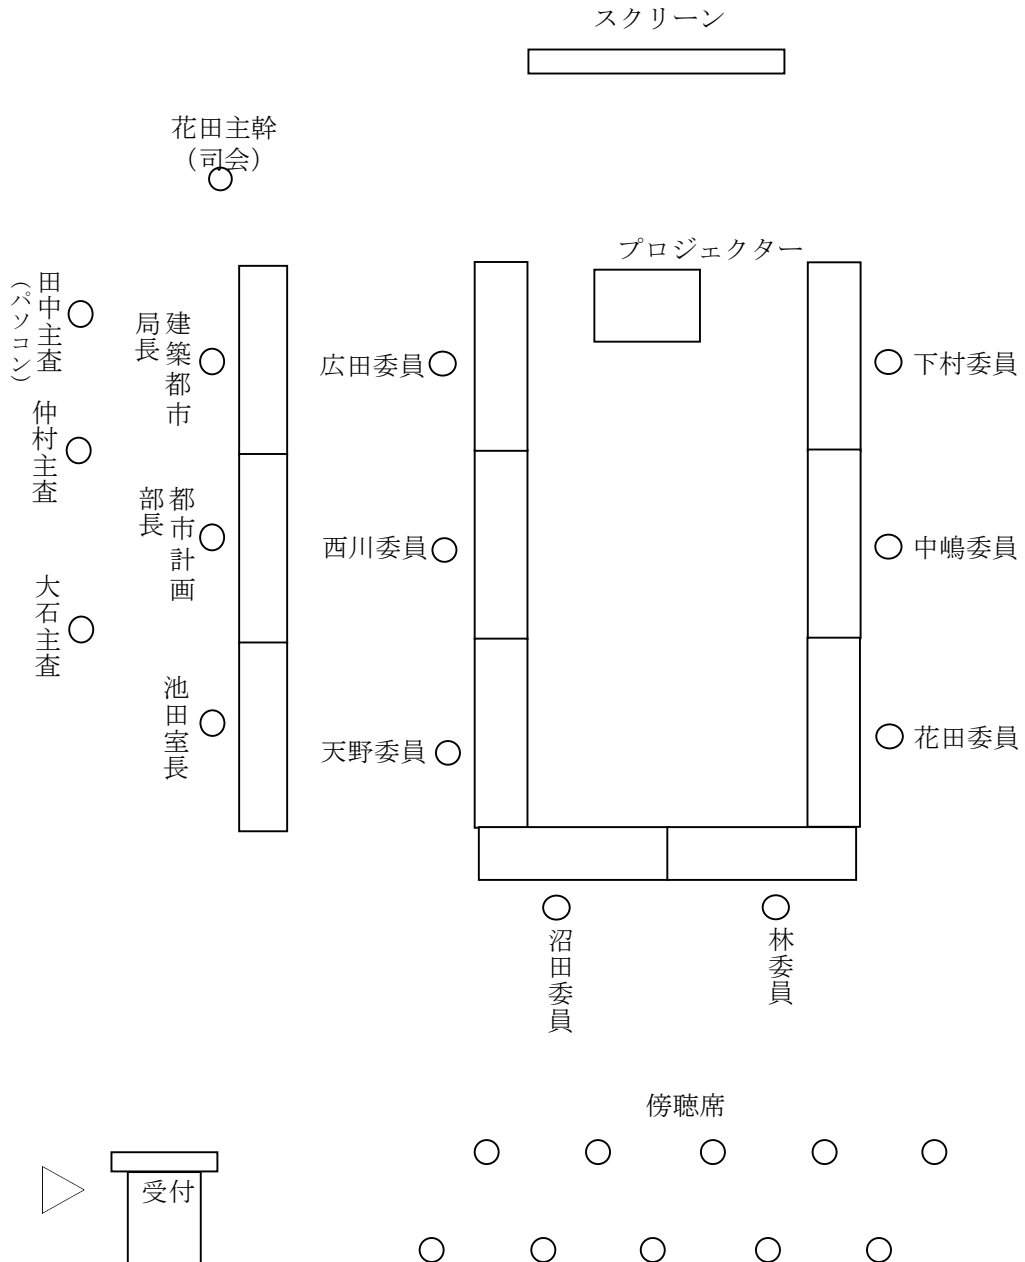 スクリーン
花田主幹
（司会）
プロジェクター
田中主査
（パソコン）
建築都市
局長
広田委員
下村委員
仲村主査
都市計画
部長
西川委員
中嶋委員
大石主査
池田室長
天野委員
花田委員
沼田委員
林委員
傍聴席
受付